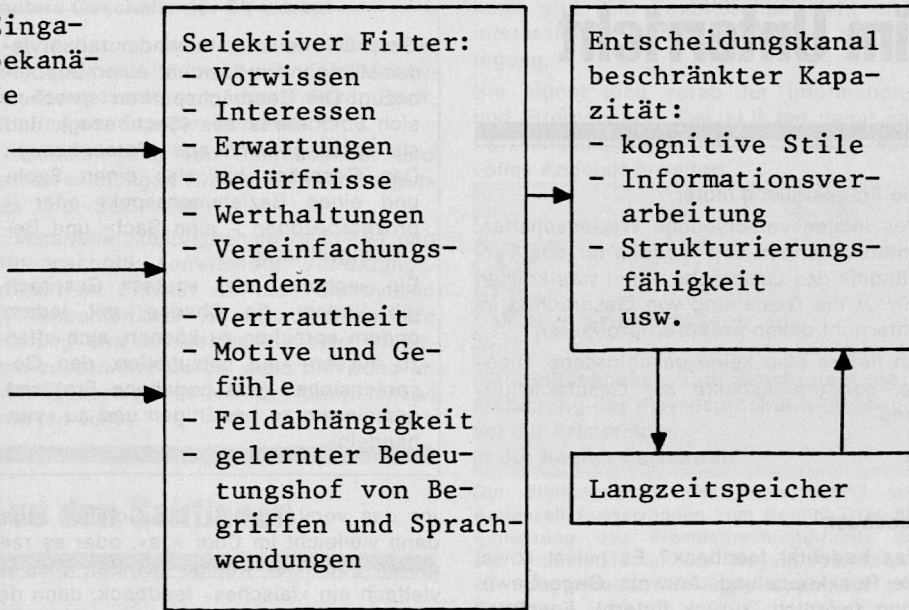 Selektiver Filter:
- Vorwissen
- Interessen
- Erwartungen
- Bedürfnisse
- Werthaltungen
- Vereinfachungs-
tendenz
- Vertrautheit
- Motive und Ge-
fühle
- Feldabhängigkeit
- gelernter Bedeu-
tungshof von Be-
griffen und Sprach-
wendungen
Entscheidungskanal
beschränkter Kapa-
zität:
- kognitive Stile
- Informationsver-
arbeitung
- Strukturierungs-
fähigkeit
- usw.
Langzeitspeicher